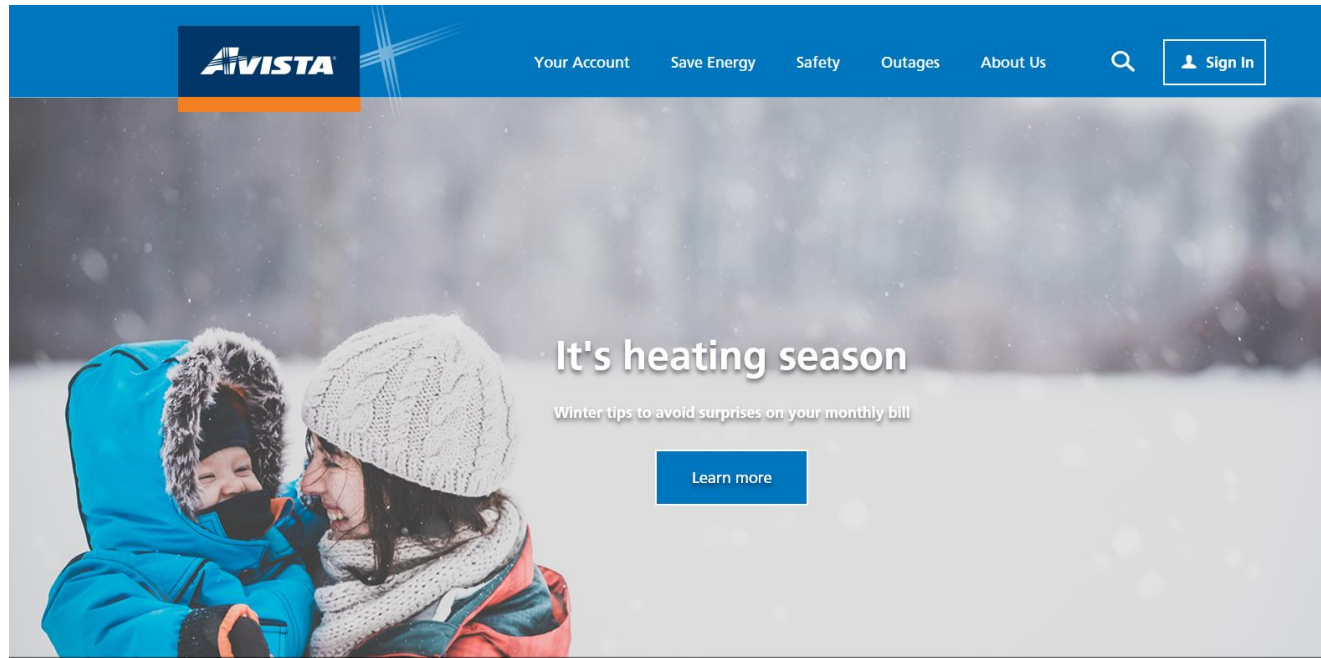 AVISTA
Your Account Save Energy Safety Outages About Us Sign In
It's heating season
Winter tips to avoid surprises on your monthly bill
Learn more